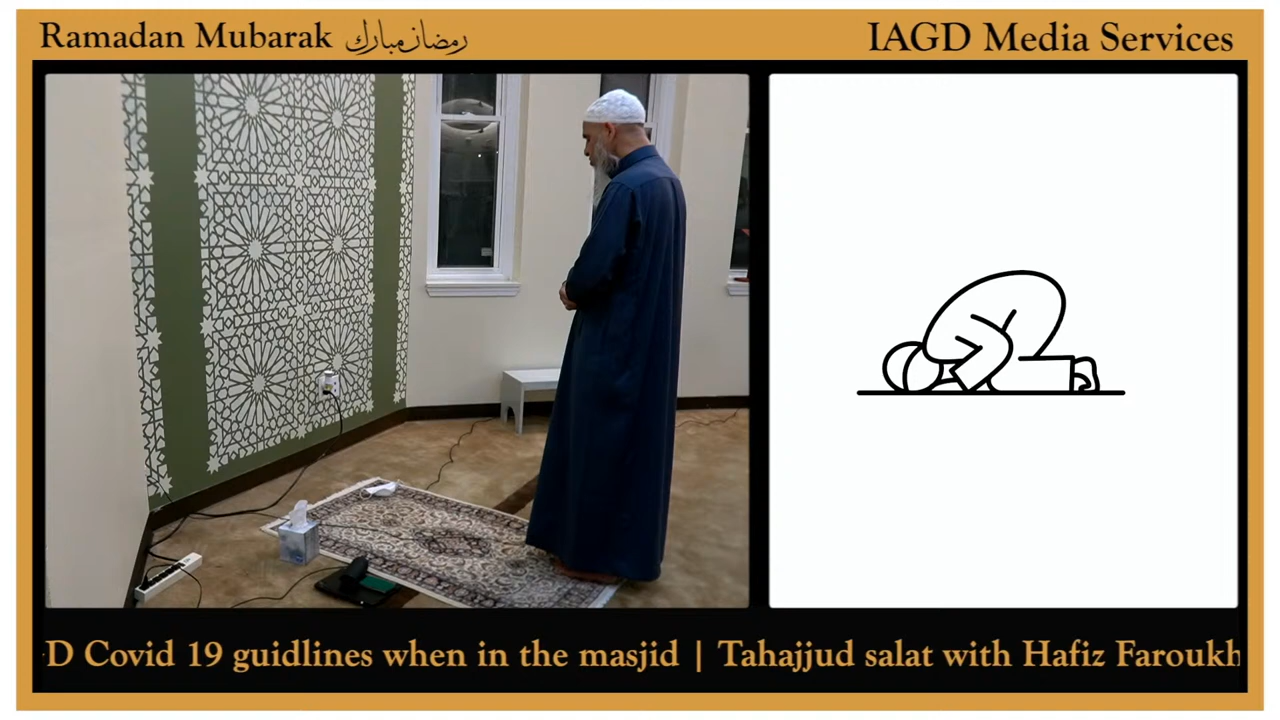 Ramadan Mubarak رمضان مبارك
IAGD Media Services
D Covid 19 guidlines when in the masjid | Tahajjud salat with Hafiz Faroukh